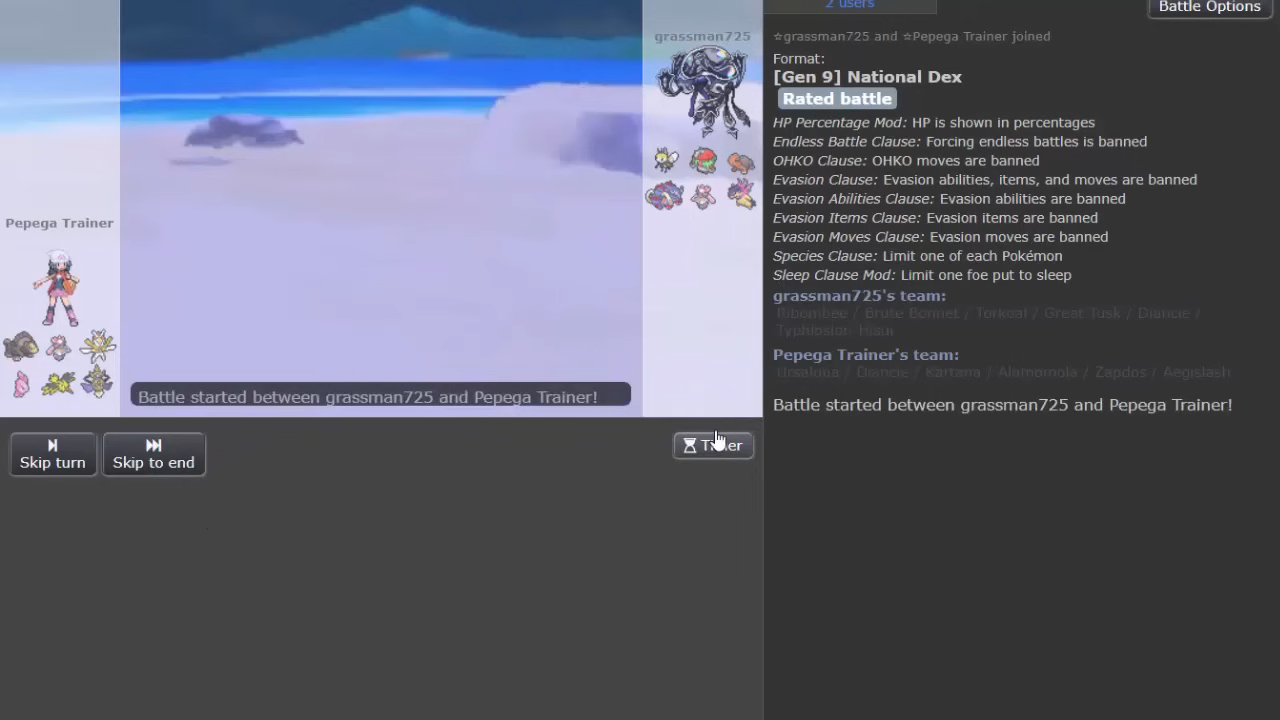 2 users
Battle Options
grassman725
☆grassman725 and ☆Pepega Trainer joined
Format:
[Gen 9] National Dex
Rated battle
HP Percentage Mod: HP is shown in percentages
Endless Battle Clause: Forcing endless battles is banned
OHKO Clause: OHKO moves are banned
Evasion Clause: Evasion abilities, items, and moves are banned
Evasion Abilities Clause: Evasion abilities are banned
Evasion Items Clause: Evasion items are banned
Pepega Trainer
Evasion Moves Clause: Evasion moves are banned
Species Clause: Limit one of each Pokémon
Sleep Clause Mod: Limit one foe put to sleep
grassman725's team:
Ribombee / Brute Bonnet / Torkoal / Great Tusk / Diancie /
Typhlosion-Hisui
Pepega Trainer's team:
Ursaluna / Diancie / Kartana / Alomomola / Zapdos / Aegislash
Battle started between grassman725 and Pepega Trainer!
Battle started between grassman725 and Pepega Trainer!
Skip turn
Skip to end
Timer